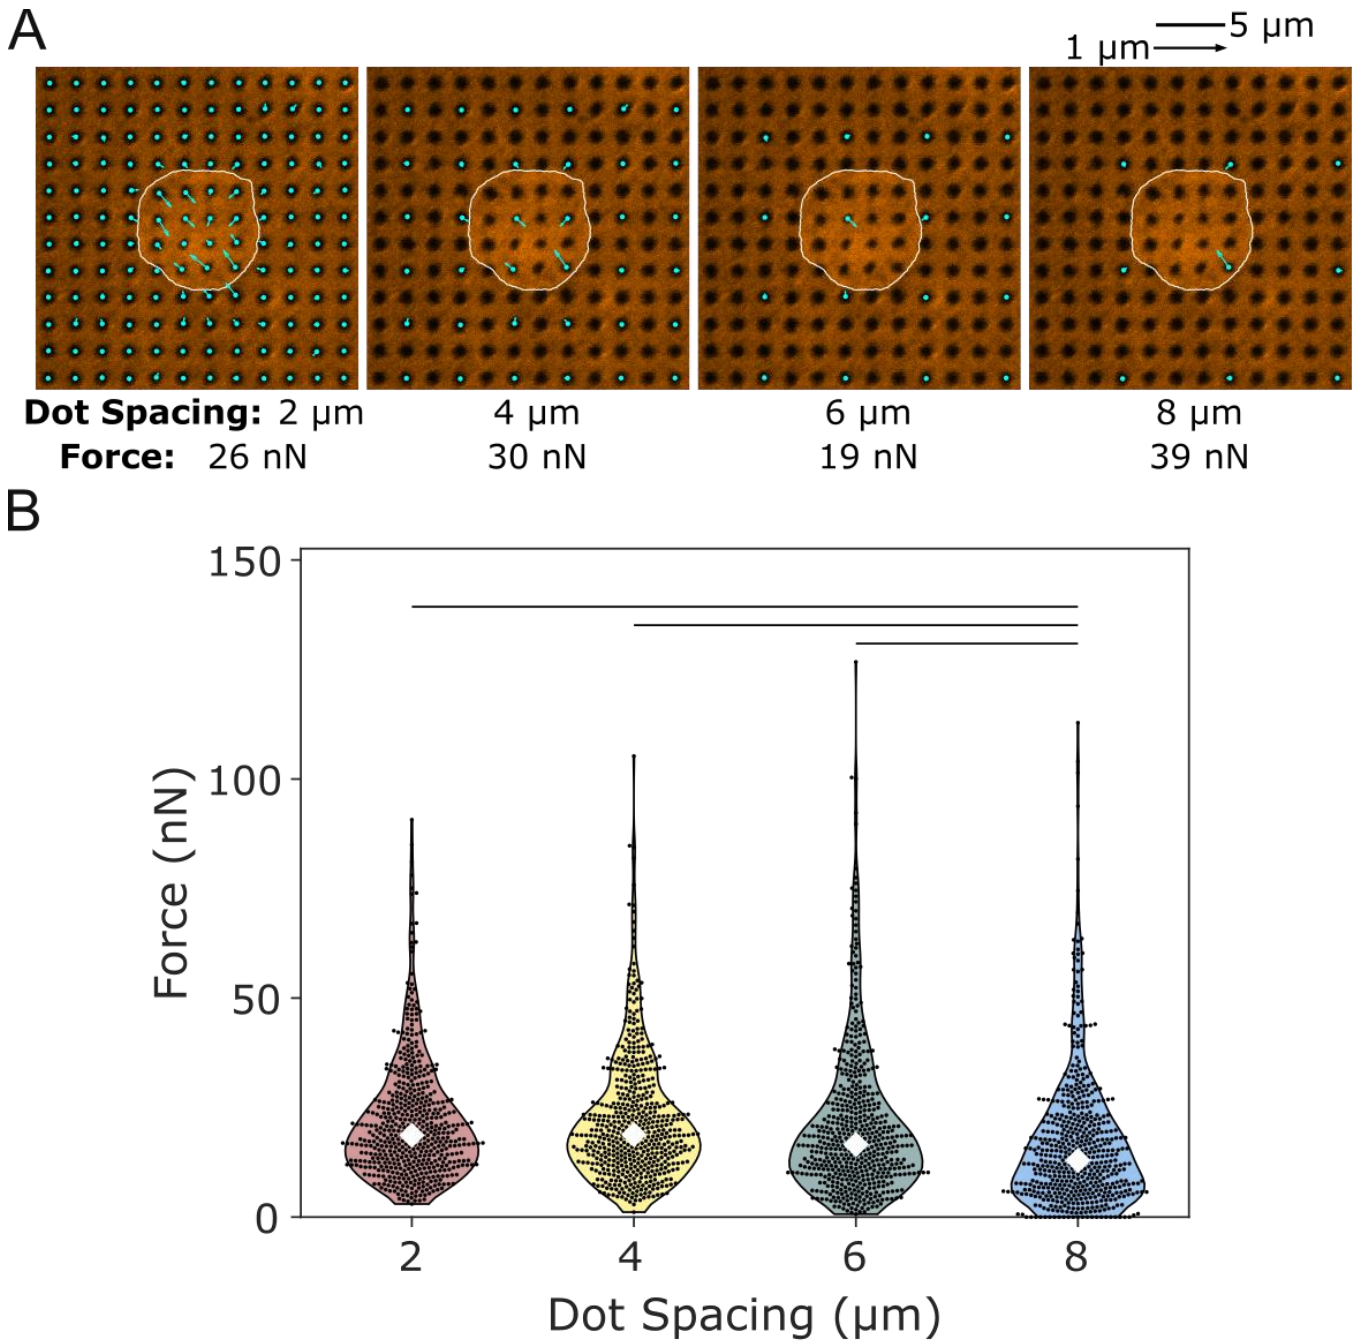 A
5 μm
1 μm
Dot Spacing: 2 μm 4 μm 6 μm 8 μm
Force: 26 nN 30 nN 19 nN 39 nN
B
150
100
50
0
Force (nN)
2 4 6 8
Dot Spacing (μm)